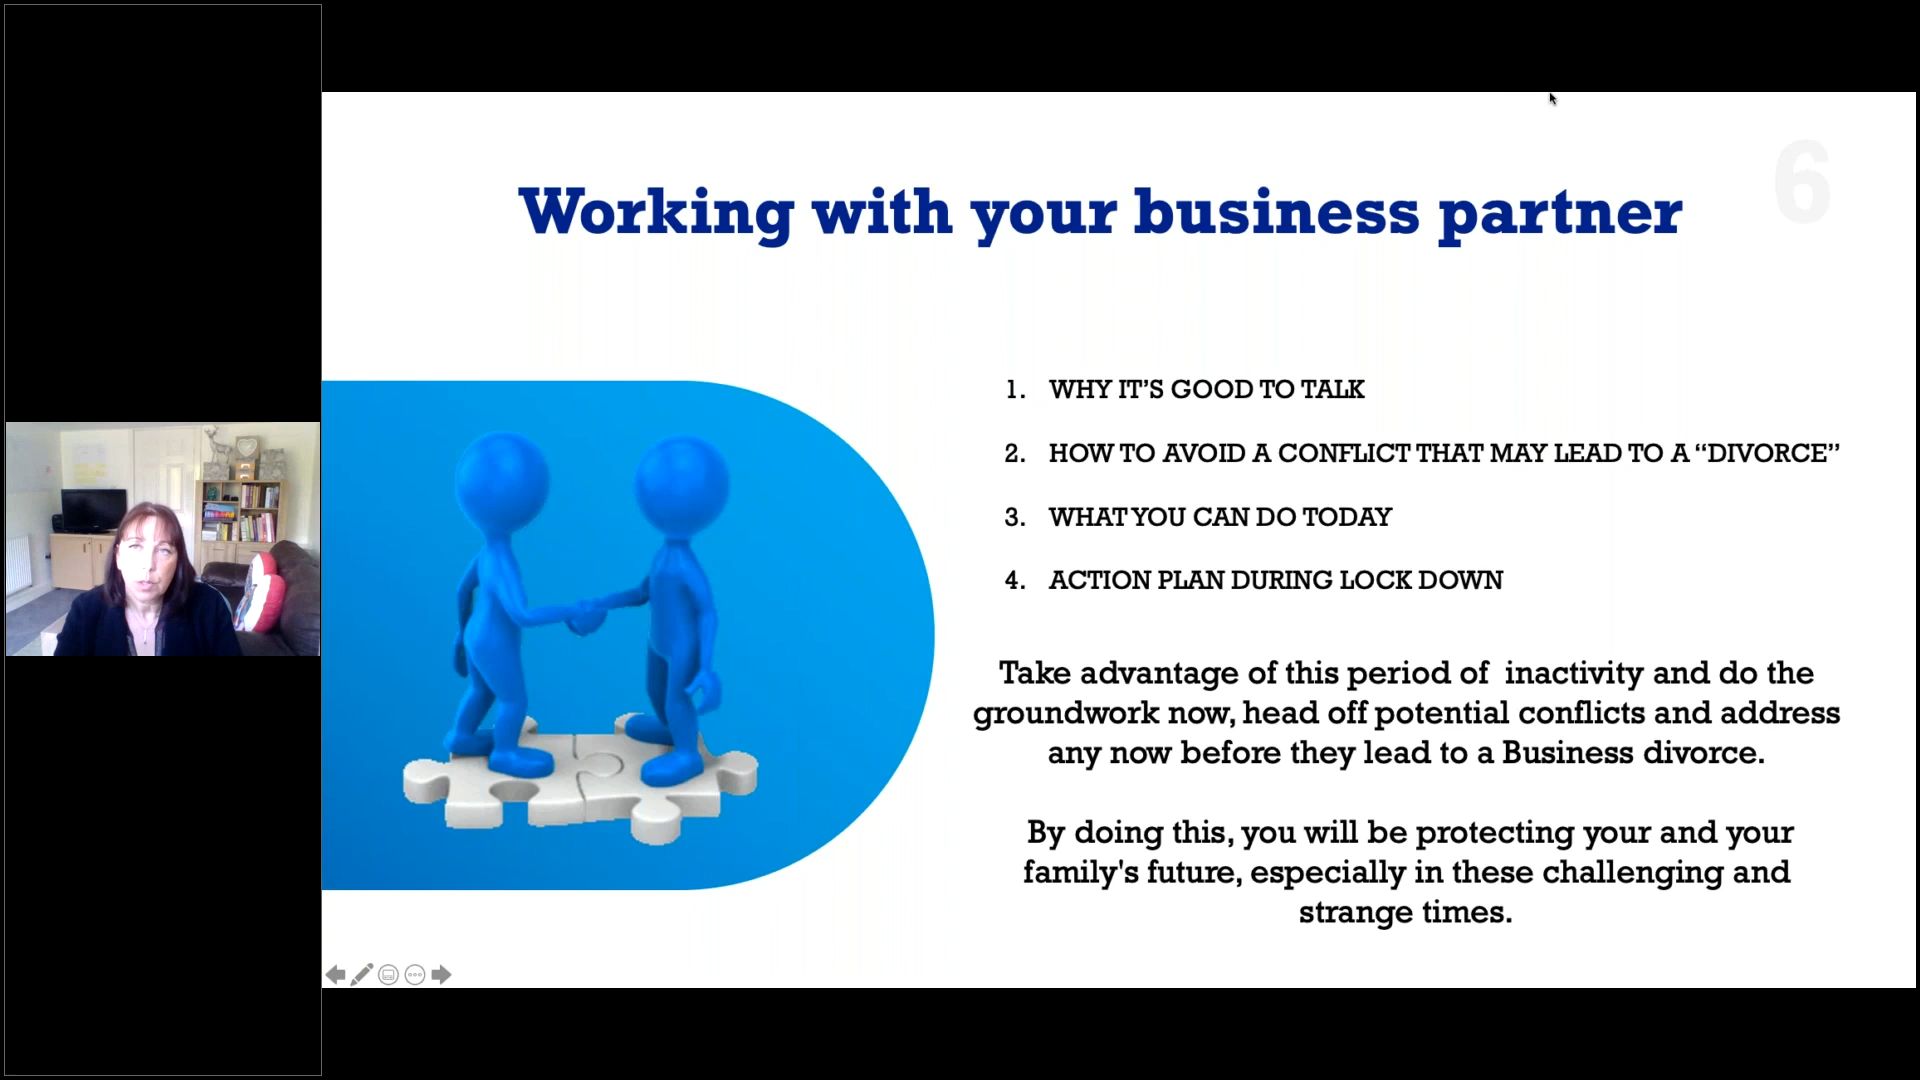 6
Working with your business partner
1. WHY IT’S GOOD TO TALK
2. HOW TO AVOID A CONFLICT THAT MAY LEAD TO A “DIVORCE”
3. WHAT YOU CAN DO TODAY
4. ACTION PLAN DURING LOCK DOWN
Take advantage of this period of inactivity and do the
groundwork now, head off potential conflicts and address
any now before they lead to a Business divorce.
By doing this, you will be protecting your and your
family's future, especially in these challenging and
strange times.